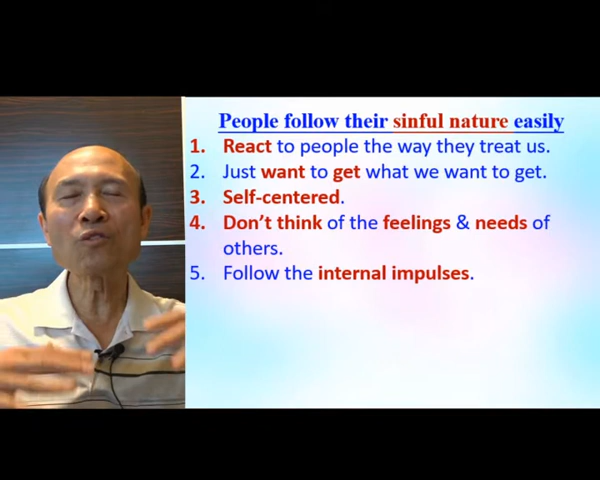 People follow their sinful nature easily
1. React to people the way they treat us.
2. Just want to get what we want to get.
3. Self-centered.
4. Don't think of the feelings & needs of
others.
5. Follow the internal impulses.